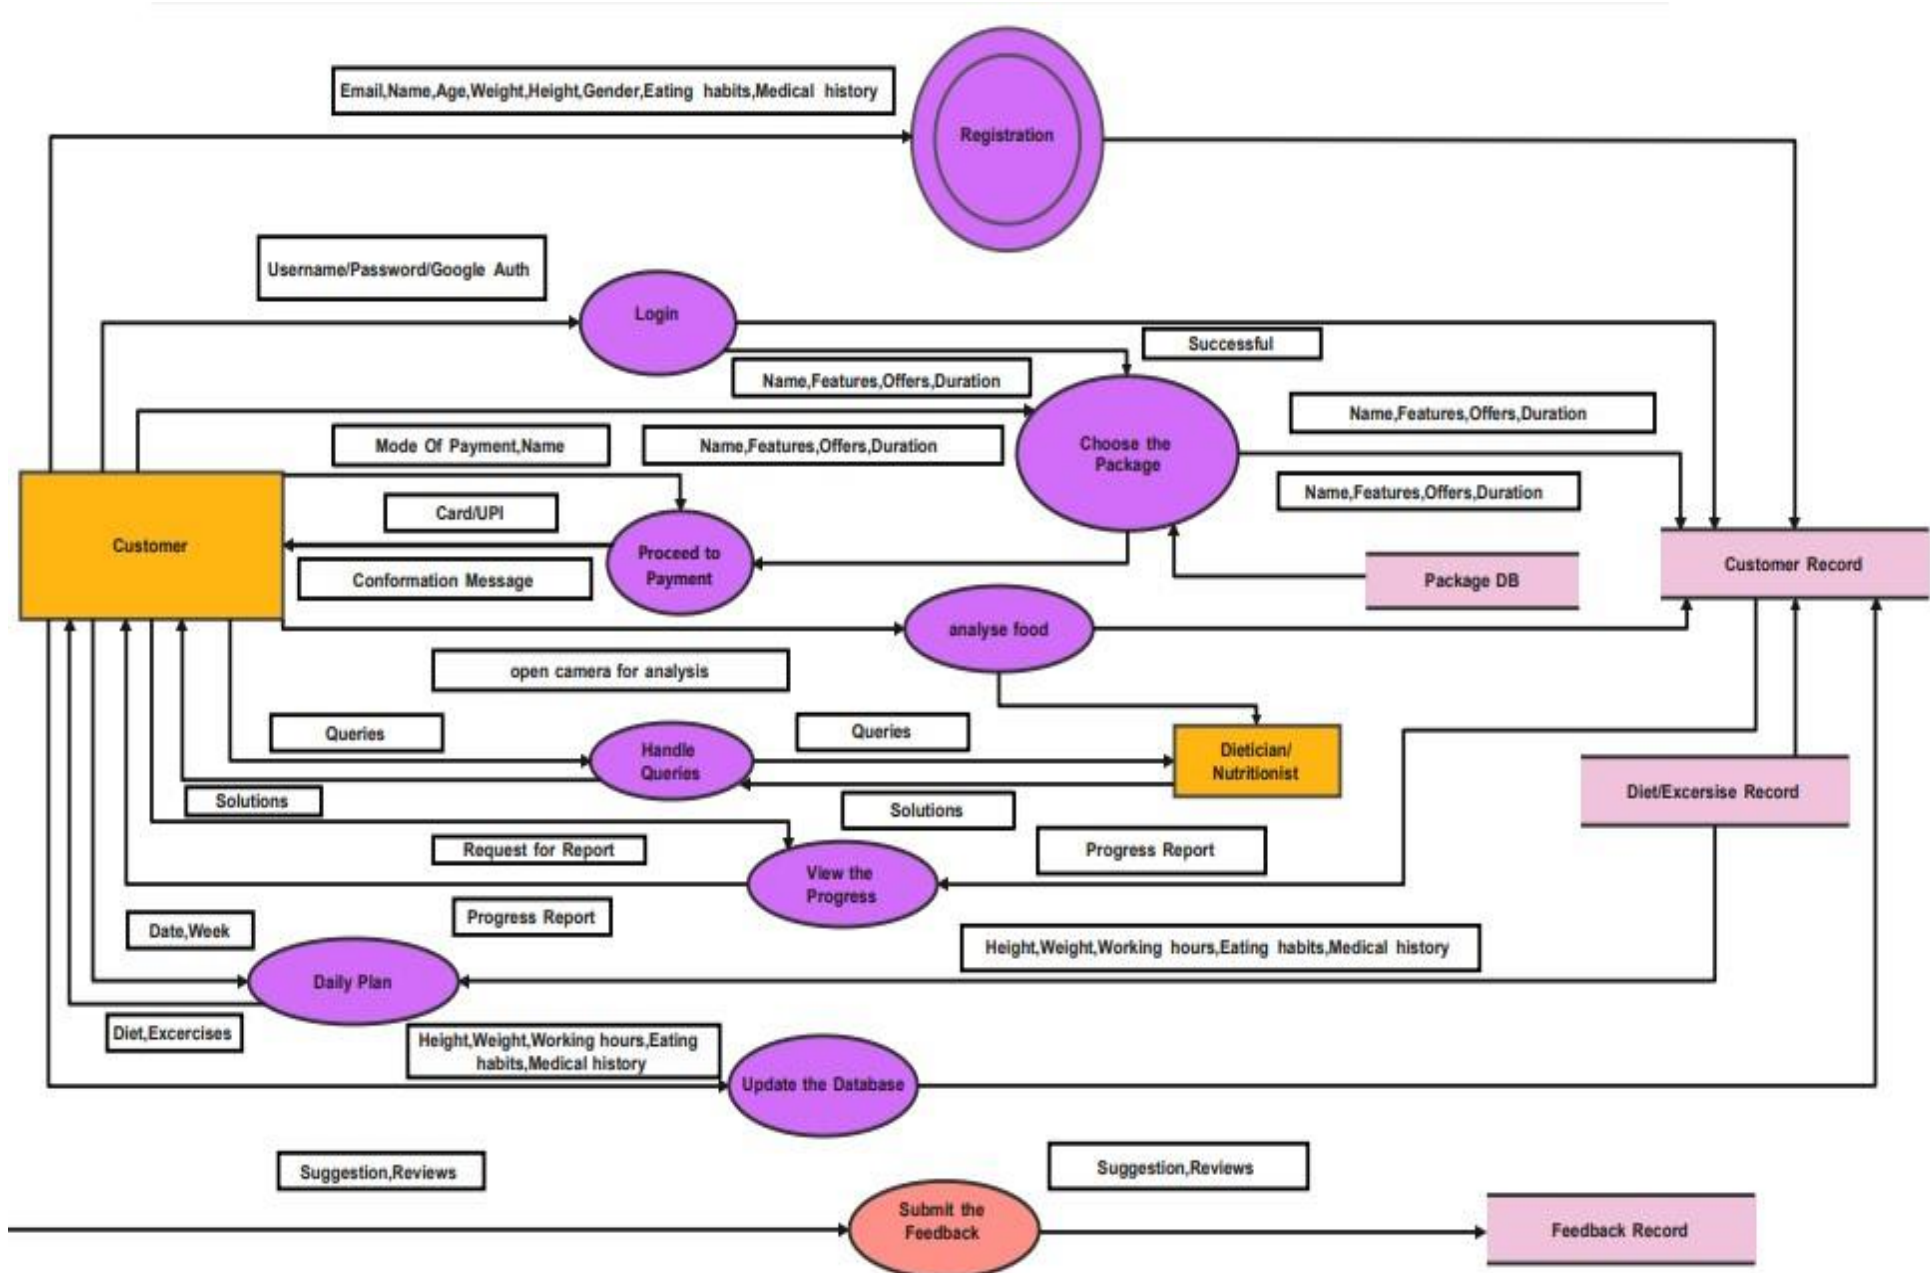 Email,Name,Age,Weight,Height,Gender,Eating habits,Medical history
Registration
Username/Password/Google Auth
Login
Successful
Name,Features,Offers,Duration
Name,Features,Offers,Duration
Mode Of Payment,Name
Name,Features,Offers,Duration
Choose the
Package
Name,Features,Offers,Duration
Card/UPI
Customer
Proceed to
Payment
Conformation Message
Package DB
Customer Record
analyse food
open camera for analysis
Queries
Queries
Handle
Queries
Dietician/
Nutritionist
Solutions
Solutions
Diet/Excersise Record
Request for Report
Progress Report
View the
Progress
Progress Report
Date,Week
Height,Weight,Working hours,Eating habits,Medical history
Daily Plan
Diet,Excercises
Height,Weight,Working hours,Eating
habits,Medical history
Update the Database
Suggestion,Reviews
Suggestion,Reviews
Submit the
Feedback
Feedback Record